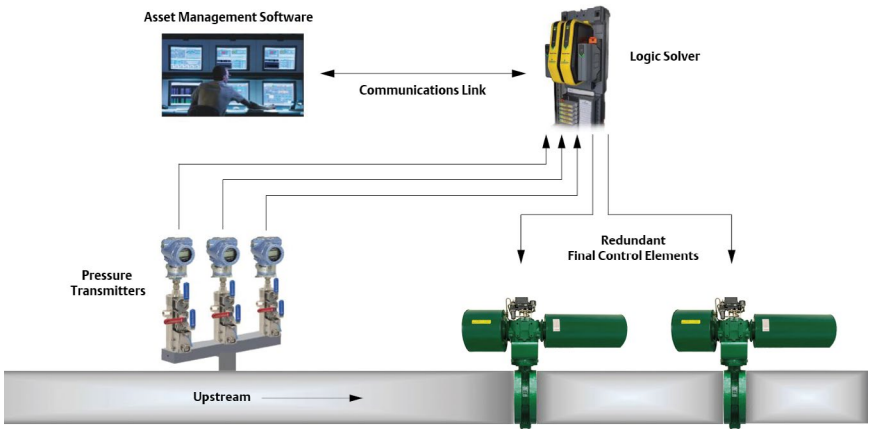 Asset Management Software
Logic Solver
Communications Link
Redundant
Final Control Elements
Pressure
Transmitters
Upstream